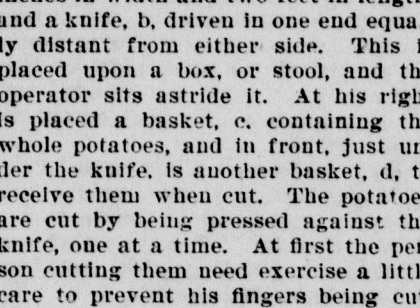 and a knife, b, driven in one end equa
ly distant from either side. This i
placed upon a box, or stool, and th
operator sits astride it. At his righ
is placed a basket, c. containing th
whole potatoes, and in front, just un
der the knife. is another basket, d, t
receive them when cut. The potatoe
are cut by being pressed against th
knife, one at a time. At first the per
son cutting them need exercise a littl
care to prevent his fingers being cu